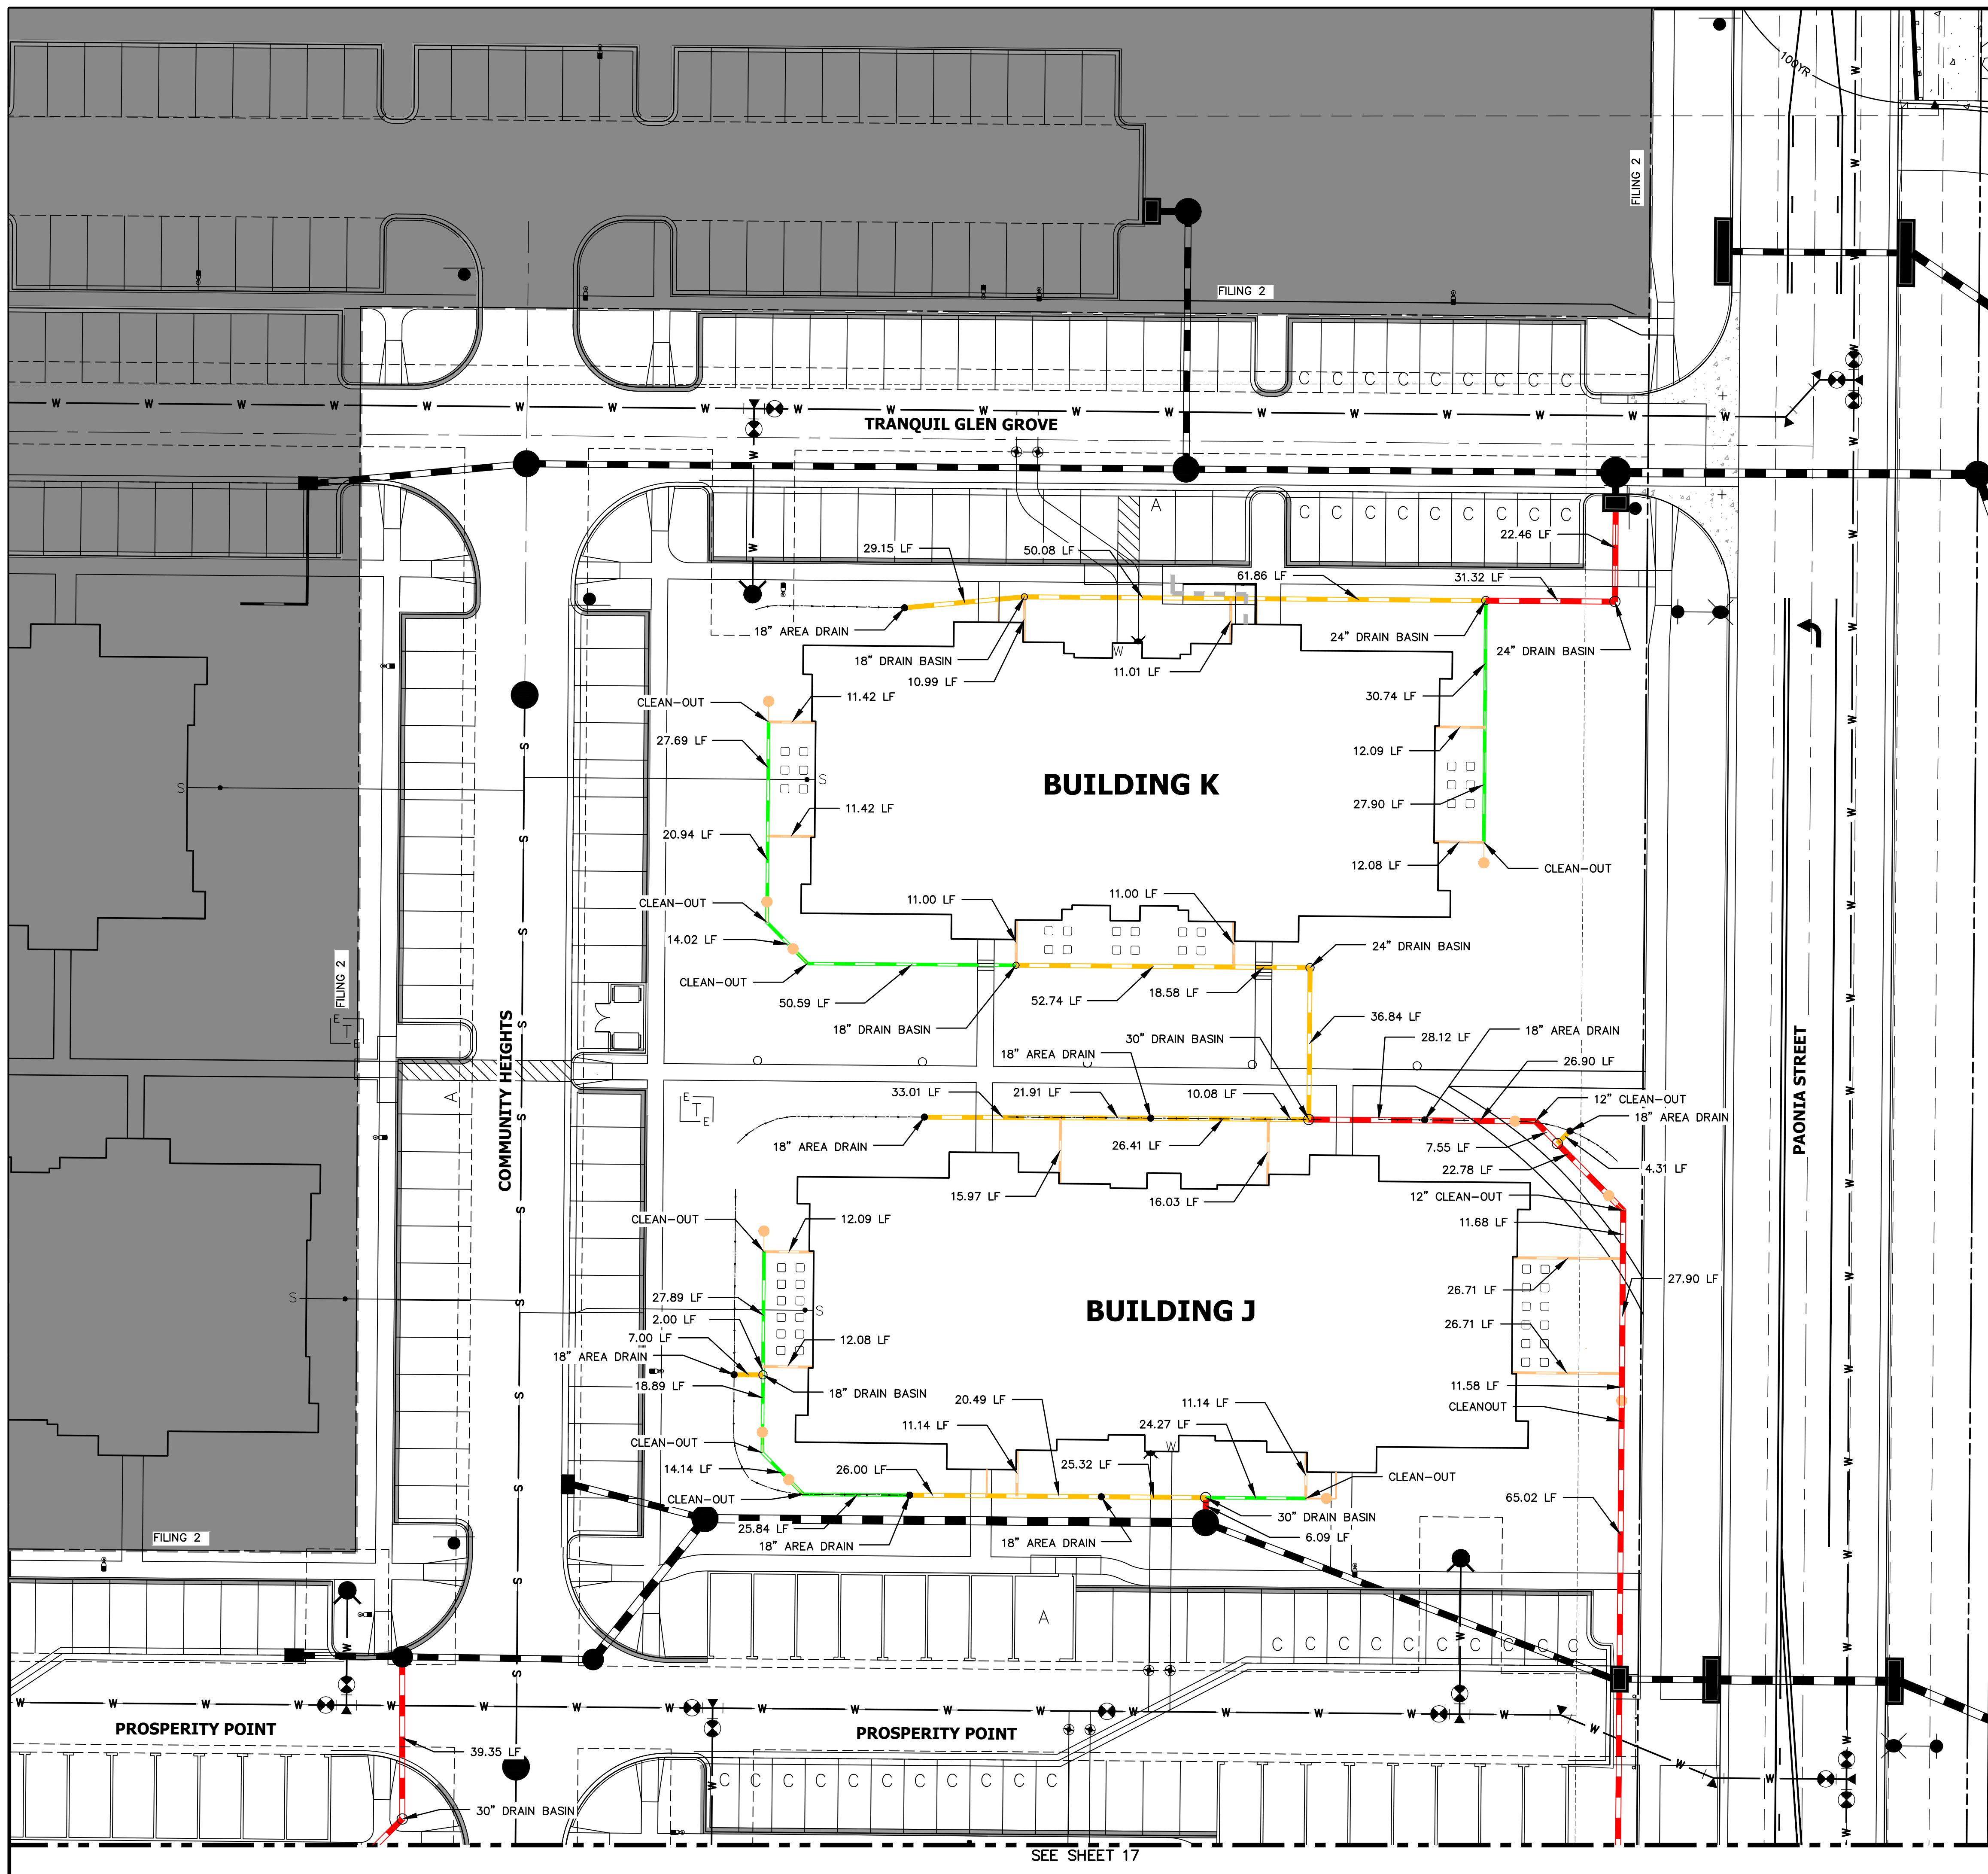 100YR
FILING 2
FILING 2
C C C C C C C C C
W W W W W W W W W W W W W W W W W
TRANQUIL GLEN GROVE
A
C C C C C C C C C
22.46 LF
29.15 LF
50.08 LF
61.86 LF
31.32 LF
18" AREA DRAIN
24" DRAIN BASIN
24" DRAIN BASIN
18" DRAIN BASIN
W
10.99 LF
11.01 LF
CLEAN-OUT
11.42 LF
30.74 LF
27.69 LF
12.09 LF
S
S
BUILDING K
11.42 LF
27.90 LF
20.94 LF
12.08 LF
CLEAN-OUT
CLEAN-OUT
11.00 LF
11.00 LF
14.02 LF
24" DRAIN BASIN
CLEAN-OUT
50.59 LF
52.74 LF
18.58 LF
FILING 2
E
T
E
COMMUNITY HEIGHTS
18" DRAIN BASIN
36.84 LF
30" DRAIN BASIN
28.12 LF
18" AREA DRAIN
18" AREA DRAIN
26.90 LF
PAONIA STREET
A
33.01 LF
21.91 LF
10.08 LF
12" CLEAN-OUT
18" AREA DRAIN
E
T
E
18" AREA DRAIN
26.41 LF
7.55 LF
4.31 LF
22.78 LF
15.97 LF
16.03 LF
12" CLEAN-OUT
CLEAN-OUT
12.09 LF
11.68 LF
27.90 LF
26.71 LF
27.89 LF
S
S
BUILDING J
2.00 LF
26.71 LF
7.00 LF
12.08 LF
18" AREA DRAIN
18.89 LF
18" DRAIN BASIN
11.58 LF
20.49 LF
11.14 LF
CLEANOUT
11.14 LF
24.27 LF
CLEAN-OUT
W
14.14 LF
26.00 LF
25.32 LF
CLEAN-OUT
CLEAN-OUT
65.02 LF
30" DRAIN BASIN
25.84 LF
6.09 LF
FILING 2
18" AREA DRAIN
18" AREA DRAIN
A
C C C C C C C C C C
W W W W W W W W W W W W W W W W W
PROSPERITY POINT
PROSPERITY POINT
39.35 LF
C C C C C C C C C C C
30" DRAIN BASIN
SEE SHEET 17